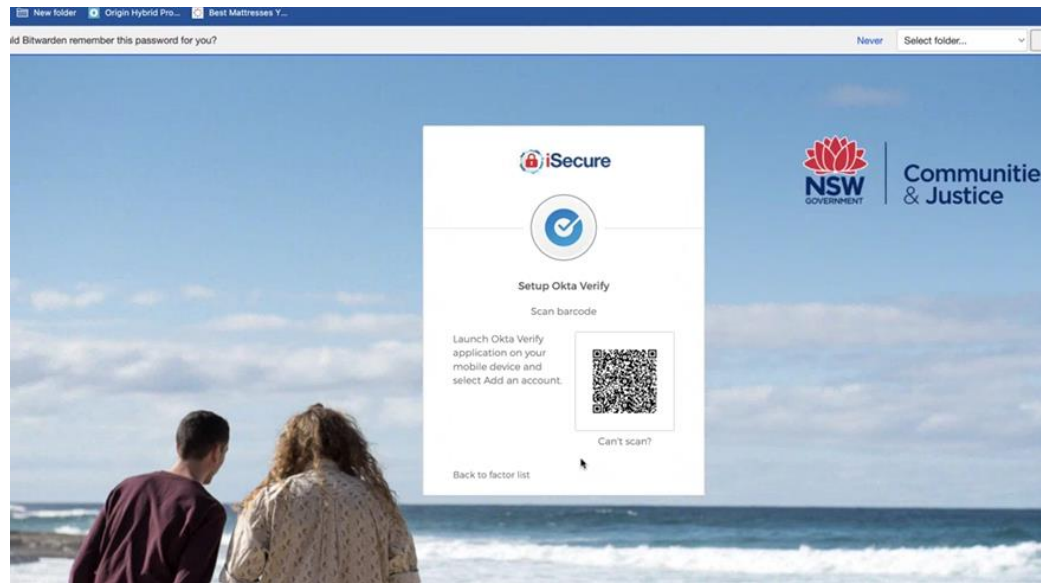 New folder Origin Hybrid Pro... Best Mattresses Y...
ld Bitwarden remember this password for you? Never Select folder...
iSecure
NSW
GOVERNMENT
Communitie
& Justice
Setup Okta Verify
Scan barcode
Launch Okta Verify
application on your
mobile device and
select Add an account.
Can't scan?
Back to factor list